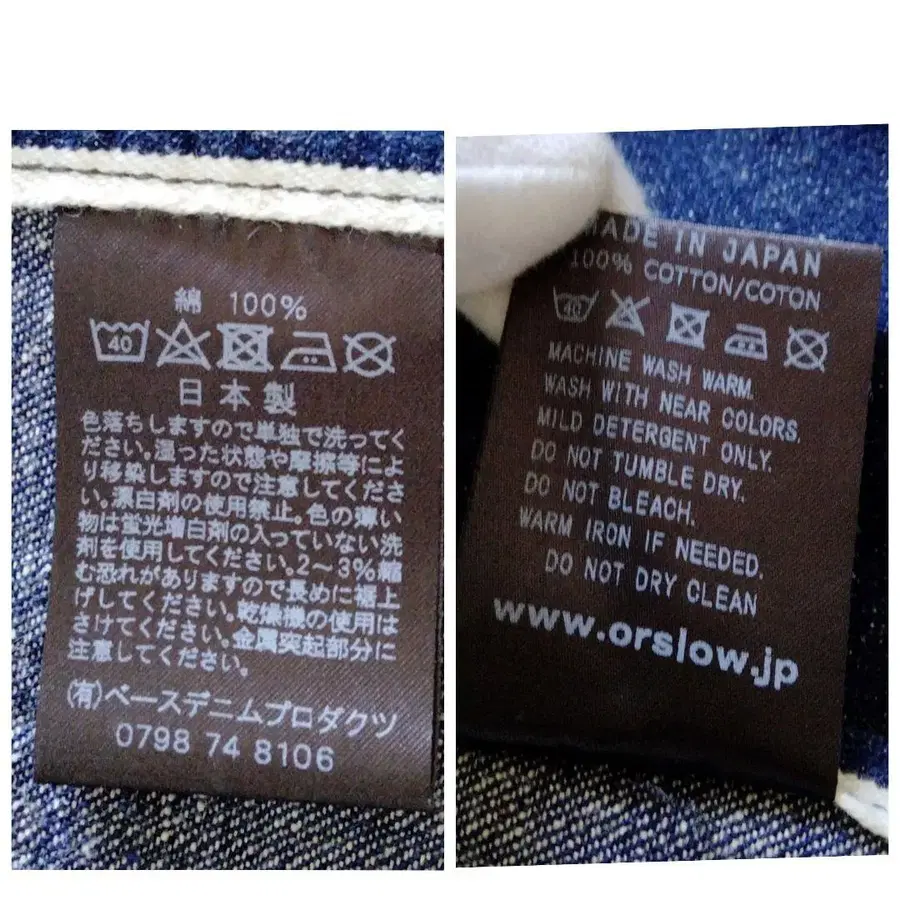 綿 100%
40
日本製
色落ちしますので単独で洗ってく
ださい。湿った状態や摩擦等によ
り移染しますので注意してくださ
い。漂白剤の使用禁止。色の薄い
物は蛍光増白剤の入っていない洗
剤を使用してください。2～3%縮
む恐れがありますので長めに裾上
げしてください。乾燥機の使用は
さけてください。金属突起部分に
注意してください。
(有)ベースデニムプロダクツ
0798 74 8106
MADE IN JAPAN
100% COTTON/COTON
40
MACHINE WASH WARM.
WASH WITH NEAR COLORS.
MILD DETERGENT ONLY.
DO NOT TUMBLE DRY.
DO NOT BLEACH.
WARM IRON IF NEEDED.
DO NOT DRY CLEAN
www.orslow.jp